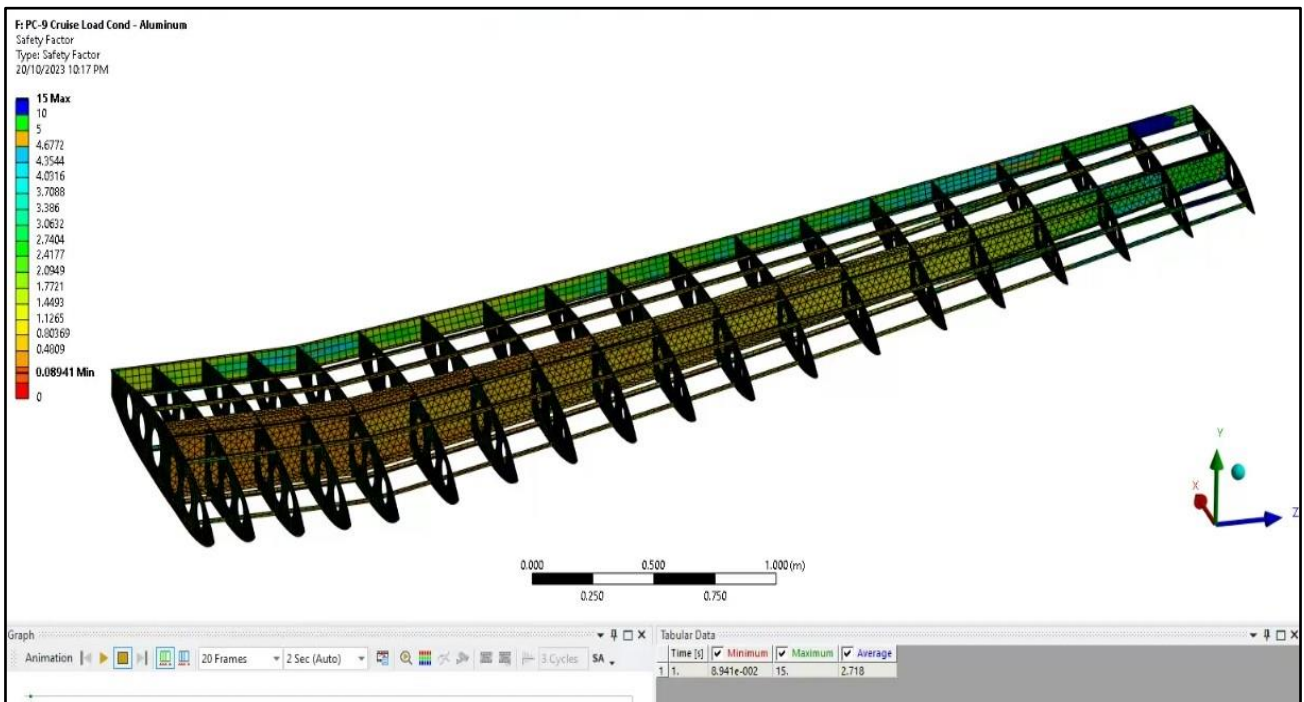 F: PC-9 Cruise Load Cond - Aluminum
Safety Factor
Type: Safety Factor
20/10/2023 10:17 PM
15 Max
10
5
4.6772
4.3544
4.0316
3.7088
3.386
3.0632
2.7404
2.4177
2.0949
1.7721
1.4493
1.1265
0.80369
0.4809
0.08941 Min
0
Y
X
Z
0.000 0.500 1.000 (m)
0.250 0.750
Graph
Animation 20 Frames 2 Sec (Auto) 3 Cycles SA
Tabular Data
Time [s] Minimum Maximum Average
1 1. 8.941e-002 15. 2.718